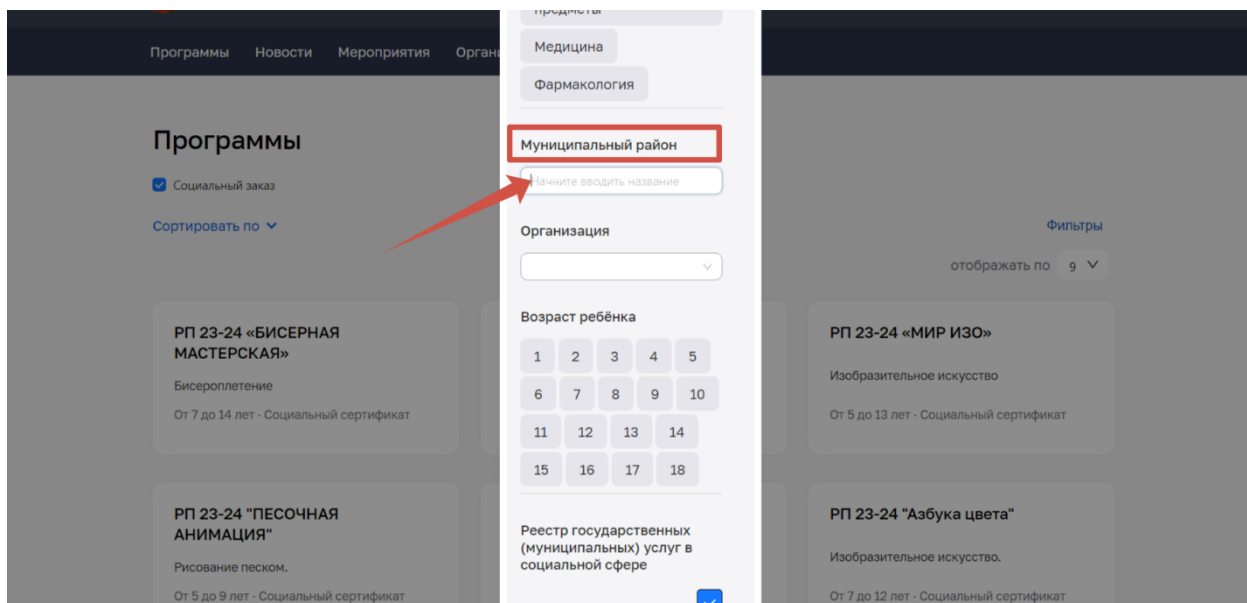 предметы
Программы Новости Мероприятия
Медицина
Фармакология
Программы
Социальный заказ
Сортировать по
Муниципальный район
Начните вводить название
Организация
Фильтры
отображать по 9
Возраст ребёнка
1 2 3 4 5
6 7 8 9 10
11 12 13 14
15 16 17 18
РП 23-24 «БИСЕРНАЯ
МАСТЕРСКАЯ»
Бисероплетение
От 7 до 14 лет · Социальный сертификат
РП 23-24 «МИР ИЗО»
Изобразительное искусство
От 5 до 13 лет · Социальный сертификат
РП 23-24 "ПЕСОЧНАЯ
АНИМАЦИЯ"
Рисование песком.
От 5 до 9 лет · Социальный сертификат
Реестр государственных
(муниципальных) услуг в
социальной сфере
РП 23-24 "Азбука цвета"
Изобразительное искусство.
От 7 до 12 лет · Социальный сертификат